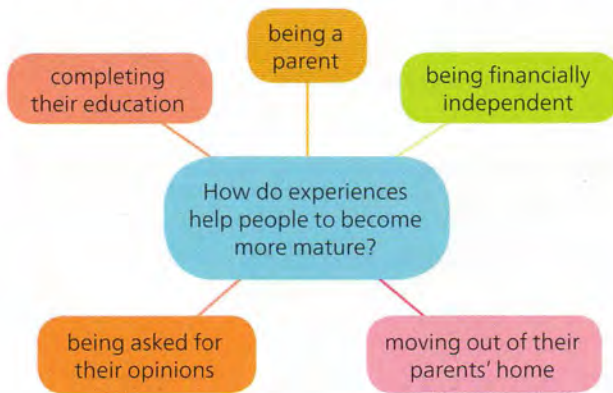 being a
parent
completing
their education
being financially
independent
How do experiences
help people to become
more mature?
being asked for
their opinions
moving out of their
parents' home